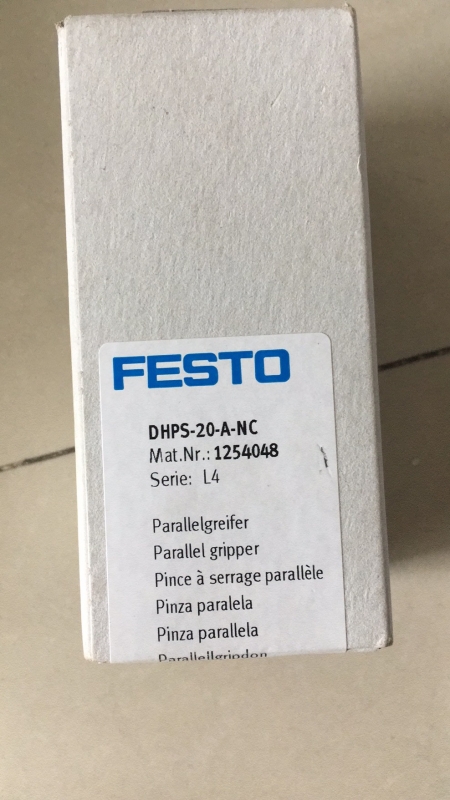 FESTO
DHPS-20-A-NC
Mat.Nr.: 1254048
Serie: L4
Parallelgreifer
Parallel gripper
Pince à serrage parallèle
Pinza paralela
Pinza parallela